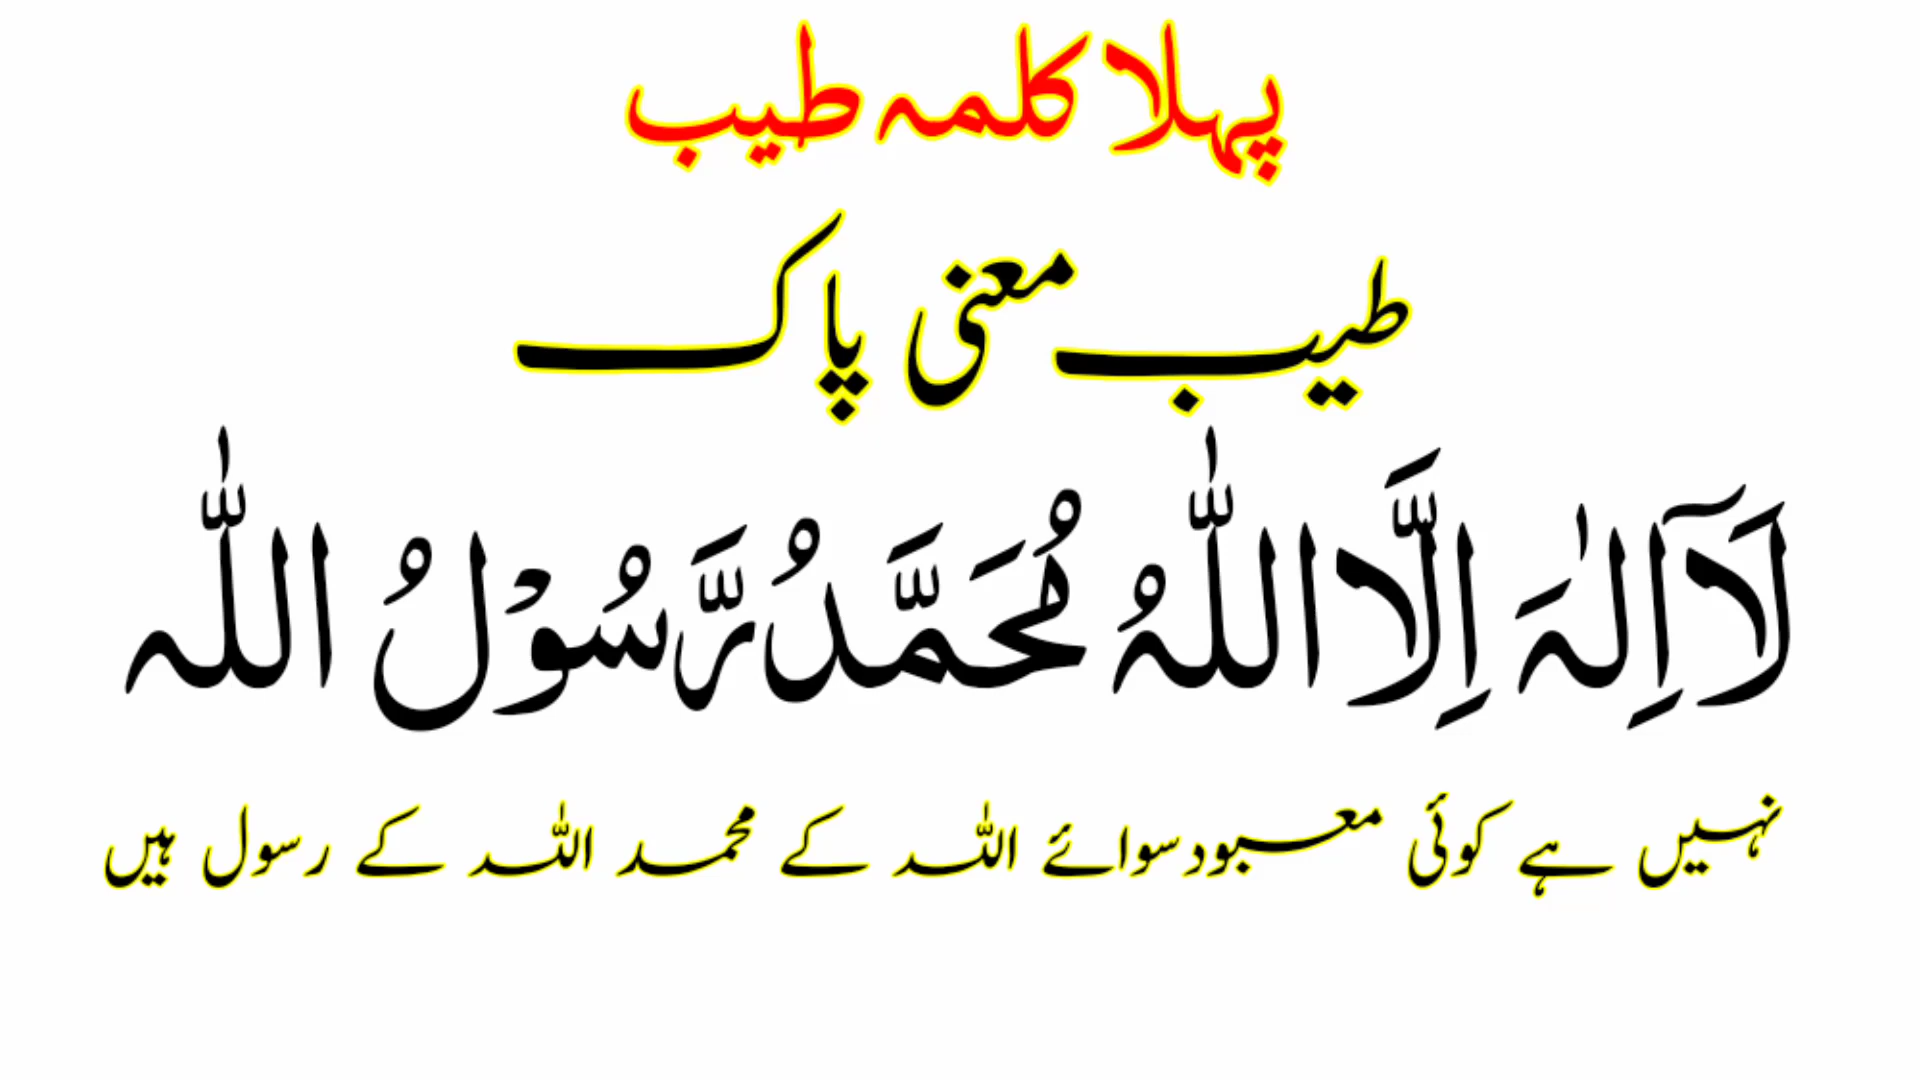 پہلا کلمہ طیب
طیب معنی پاک
لَآ اِلٰہَ اِلَّا اللّٰہُ مُحَمَّدُ رَّسُوْلُ اللّٰہ
نہیں ہے کوئی معبود سوائے اللہ کے محمد اللہ کے رسول ہیں